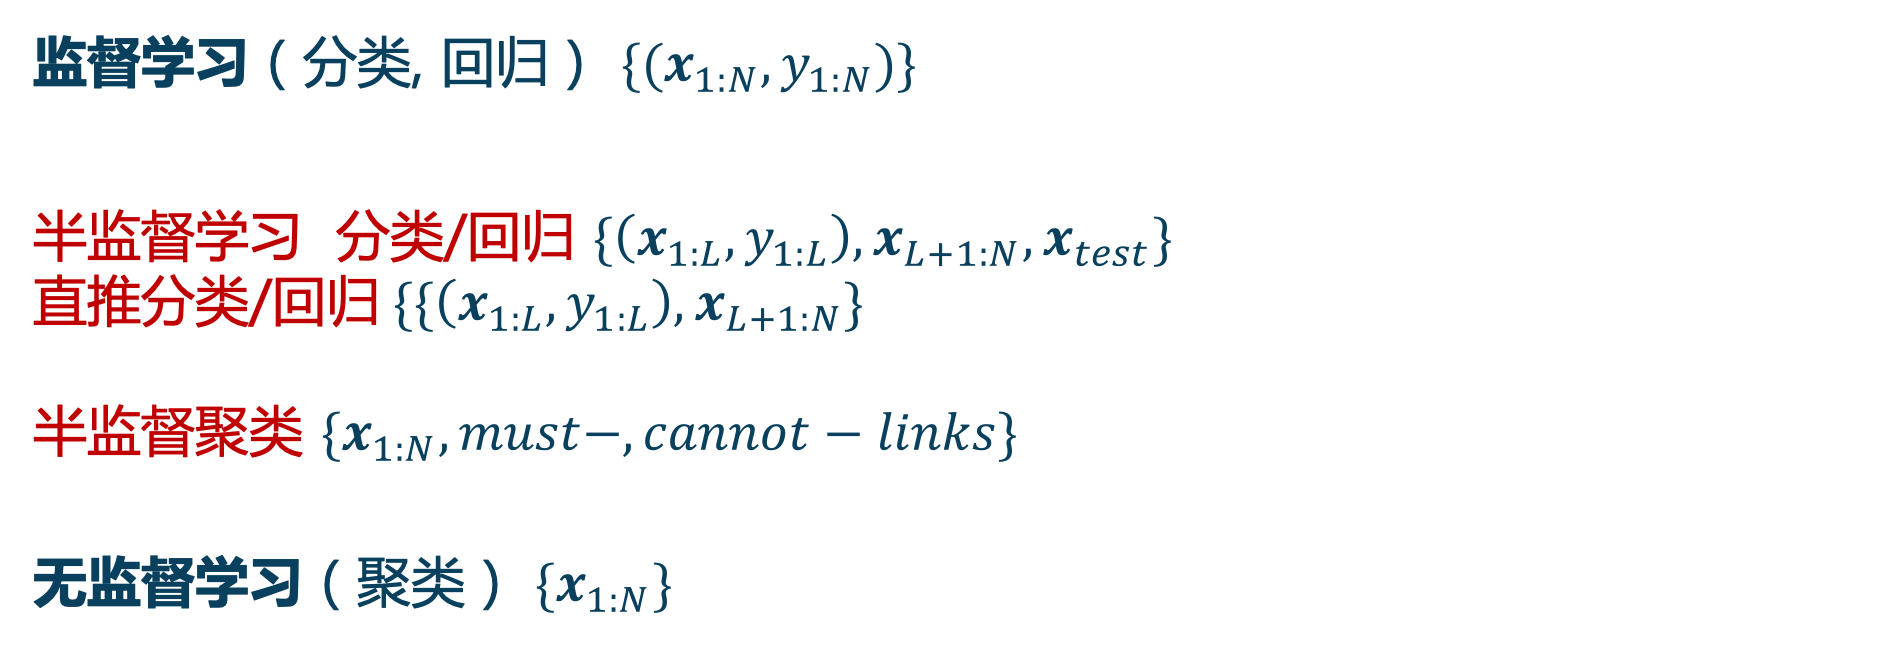 监督学习（分类, 回归） {(𝒙₁:N, y₁:N)}
半监督学习 分类/回归 {(𝒙₁:L, y₁:L), 𝒙L+1:N, 𝒙test}
直推分类/回归 {{(𝒙₁:L, y₁:L), 𝒙L+1:N}
半监督聚类 {𝒙₁:N, must−, cannot − links}
无监督学习（聚类） {𝒙₁:N}